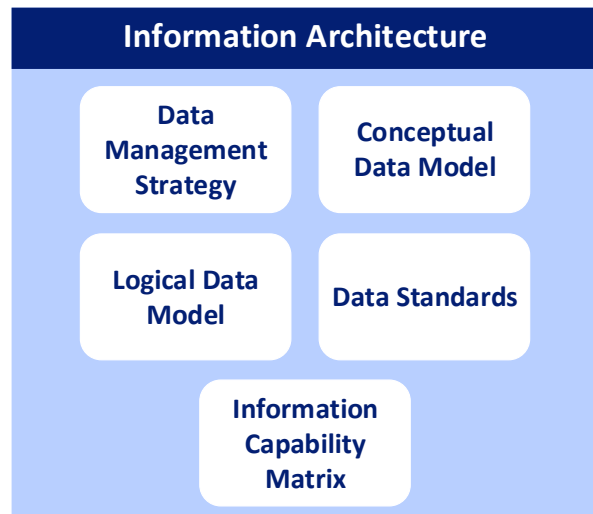 Information Architecture
Data
Management
Strategy
Conceptual
Data Model
Logical Data
Model
Data Standards
Information
Capability
Matrix